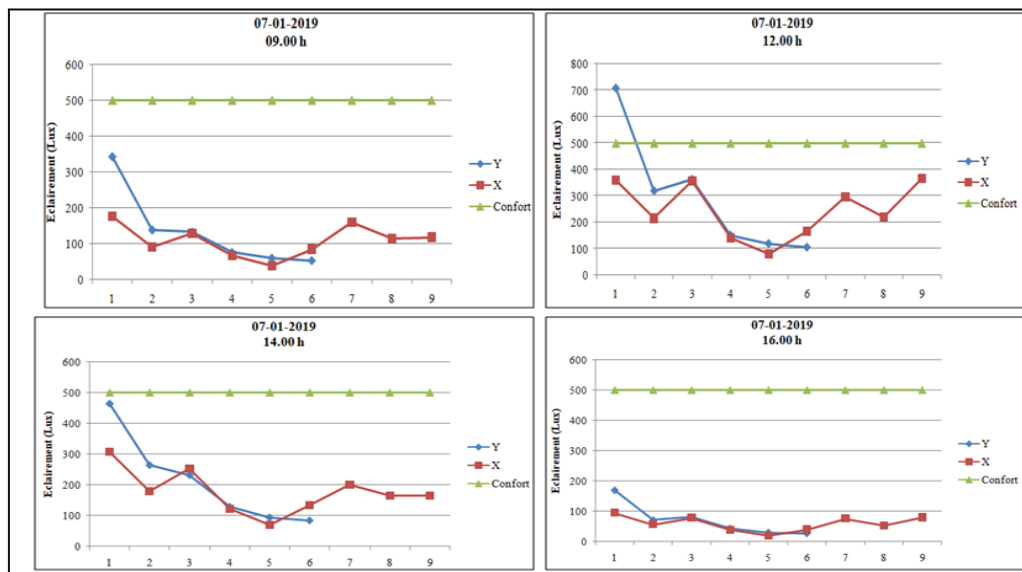 07-01-2019
09.00 h
Eclairement (Lux)
600
500
400
300
200
100
0
1 2 3 4 5 6 7 8 9
Y
X
Confort
07-01-2019
12.00 h
Eclairement (Lux)
800
700
600
500
400
300
200
100
0
1 2 3 4 5 6 7 8 9
Y
X
Confort
07-01-2019
14.00 h
Eclairement (Lux)
600
500
400
300
200
100
0
1 2 3 4 5 6 7 8 9
Y
X
Confort
07-01-2019
16.00 h
Eclairement (Lux)
600
500
400
300
200
100
0
1 2 3 4 5 6 7 8 9
Y
X
Confort